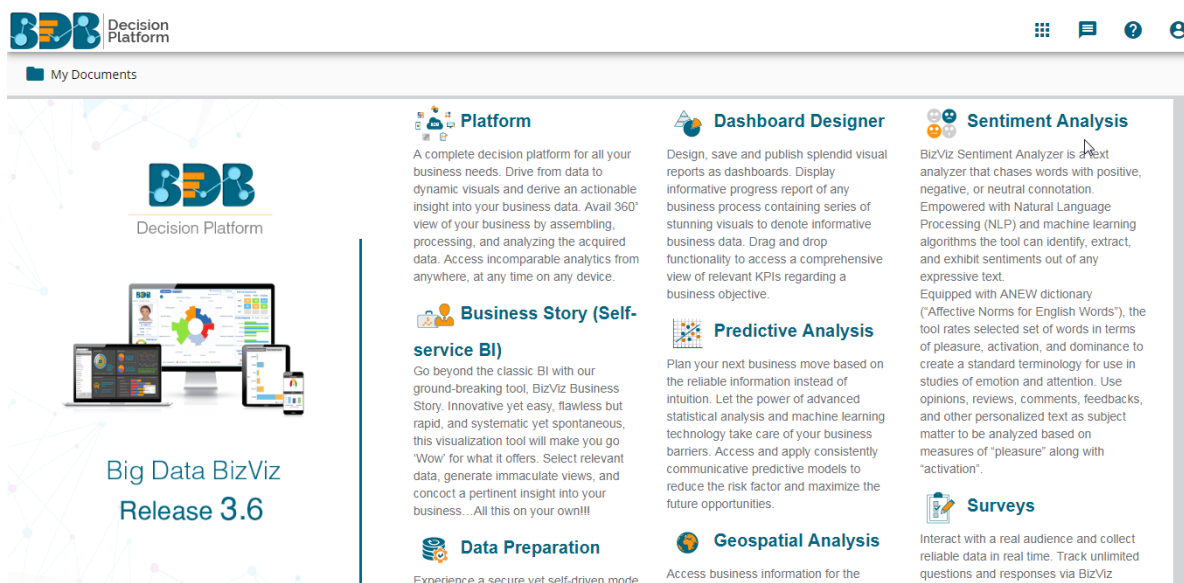 BDB Decision
Platform
My Documents
BDB
Decision Platform
Big Data BizViz
Release 3.6
Platform
A complete decision platform for all your
business needs. Drive from data to
dynamic visuals and derive an actionable
insight into your business data. Avail 360°
view of your business by assembling,
processing, and analyzing the acquired
data. Access incomparable analytics from
anywhere, at any time on any device.
Business Story (Self-
service BI)
Go beyond the classic BI with our
ground-breaking tool, BizViz Business
Story. Innovative yet easy, flawless but
rapid, and systematic yet spontaneous,
this visualization tool will make you go
‘Wow’ for what it offers. Select relevant
data, generate immaculate views, and
concoct a pertinent insight into your
business…All this on your own!!!
Data Preparation
Experience a secure yet self-driven mode
Dashboard Designer
Design, save and publish splendid visual
reports as dashboards. Display
informative progress report of any
business process containing series of
stunning visuals to denote informative
business data. Drag and drop
functionality to access a comprehensive
view of relevant KPIs regarding a
business objective.
Predictive Analysis
Plan your next business move based on
the reliable information instead of
intuition. Let the power of advanced
statistical analysis and machine learning
technology take care of your business
barriers. Access and apply consistently
communicative predictive models to
reduce the risk factor and maximize the
future opportunities.
Geospatial Analysis
Access business information for the
Sentiment Analysis
BizViz Sentiment Analyzer is a text
analyzer that chases words with positive,
negative, or neutral connotation.
Empowered with Natural Language
Processing (NLP) and machine learning
algorithms the tool can identify, extract,
and exhibit sentiments out of any
expressive text.
Equipped with ANEW dictionary
(“Affective Norms for English Words”), the
tool rates selected set of words in terms
of pleasure, activation, and dominance to
create a standard terminology for use in
studies of emotion and attention. Use
opinions, reviews, comments, feedbacks,
and other personalized text as subject
matter to be analyzed based on
measures of “pleasure” along with
“activation”.
Surveys
Interact with a real audience and collect
reliable data in real time. Track unlimited
questions and responses via BizViz